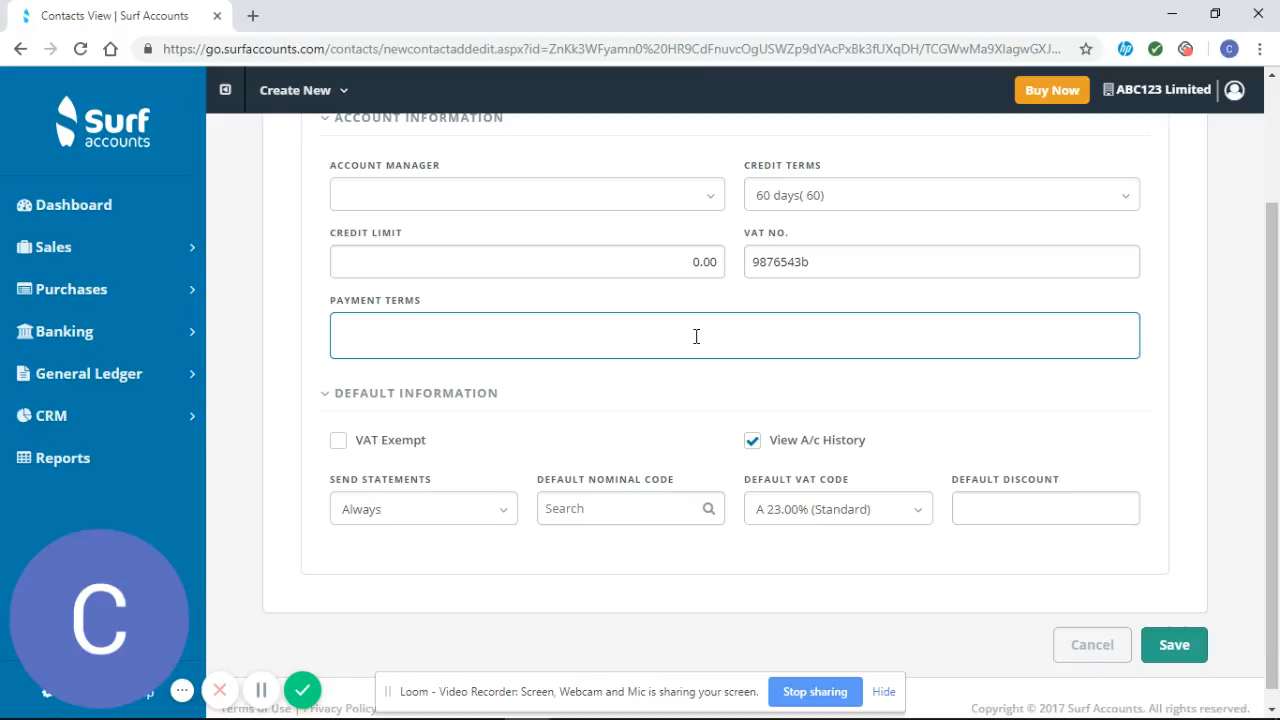 Contacts View | Surf Accounts
https://go.surfaccounts.com/contacts/newcontactaddedit.aspx?id=ZnKk3WFyamn0%20HR9CdFnuvcOgUSWZp9dYAcPxBk3fUXqDH/TCGWwMa9XlagwGXJ...
hp
C
Surf
accounts
Create New
Buy Now
ABC123 Limited
Dashboard
Sales
Purchases
Banking
General Ledger
CRM
Reports
ACCOUNT INFORMATION
ACCOUNT MANAGER
CREDIT TERMS
60 days( 60)
CREDIT LIMIT
VAT NO.
0.00
9876543b
PAYMENT TERMS
DEFAULT INFORMATION
VAT Exempt
View A/c History
SEND STATEMENTS
DEFAULT NOMINAL CODE
DEFAULT VAT CODE
DEFAULT DISCOUNT
Always
Search
A 23.00% (Standard)
C
Cancel
Save
Loom - Video Recorder: Screen, Webcam and Mic is sharing your screen.
Stop sharing
Hide
Terms of Use | Privacy Policy
Copyright © 2017 Surf Accounts. All rights reserved.